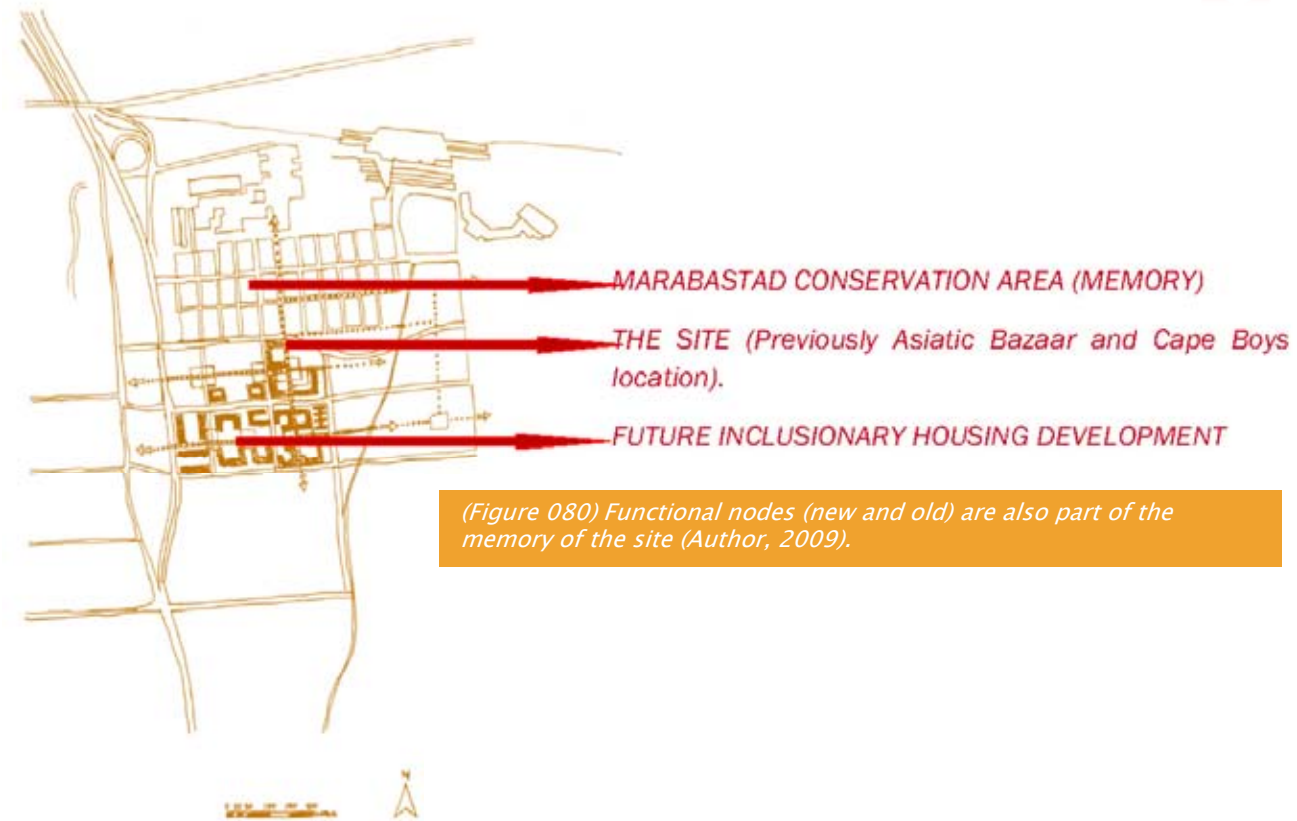 MARABASTAD CONSERVATION AREA (MEMORY)
THE SITE (Previously Asiatic Bazaar and Cape Boys
location).
FUTURE INCLUSIONARY HOUSING DEVELOPMENT
(Figure 080) Functional nodes (new and old) are also part of the
memory of the site (Author, 2009).
N